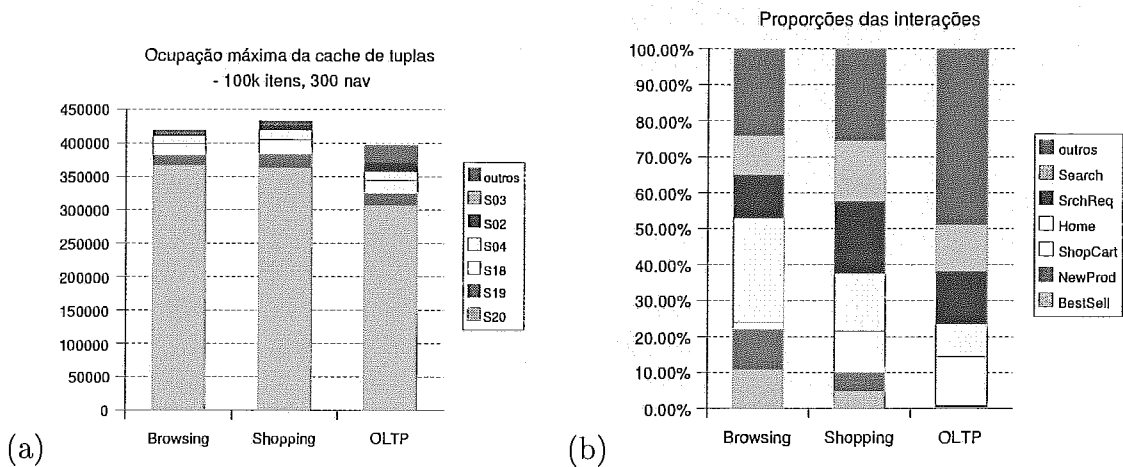 Ocupação máxima da cache de tuplas
- 100k itens, 300 nav
450000
400000
350000
300000
250000
200000
150000
100000
50000
0
Browsing
Shopping
OLTP
outros
S03
S02
S04
S18
S19
S20
(a)
Proporções das interações
100.00%
90.00%
80.00%
70.00%
60.00%
50.00%
40.00%
30.00%
20.00%
10.00%
0.00%
Browsing
Shopping
OLTP
outros
Search
SrchReq
Home
ShopCart
NewProd
BestSell
(b)